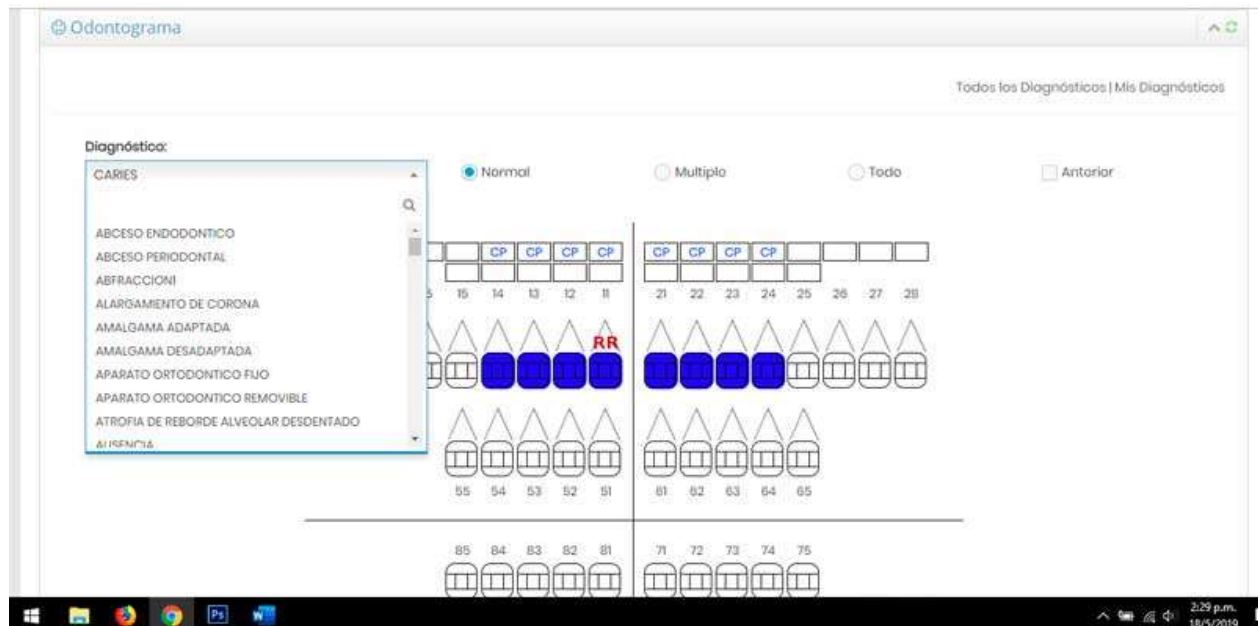 Odontograma
Todos los Diagnósticos | Mis Diagnósticos
Diagnóstico:
CARIES
Normal
Multiplo
Todo
Antorior
ABCESO ENDODONTICO
ABCESO PERIODONTAL
ABFRACCION1
ALARGAMIENTO DE CORONA
AMALGAMA ADAPTADA
AMALGAMA DESADAPTADA
APARATO ORTODONTICO FIJO
APARATO ORTODONTICO REMOVIBLE
ATROFIA DE REBORDE ALVEOLAR DESDENTADO
AUSENCIA
CP CP CP CP CP CP CP CP
15 14 13 12 11 21 22 23 24 25 26 27 28
RR
55 54 53 52 51 61 62 63 64 65
85 84 83 82 81 71 72 73 74 75
Ps
2:29 p.m.
18/5/2019